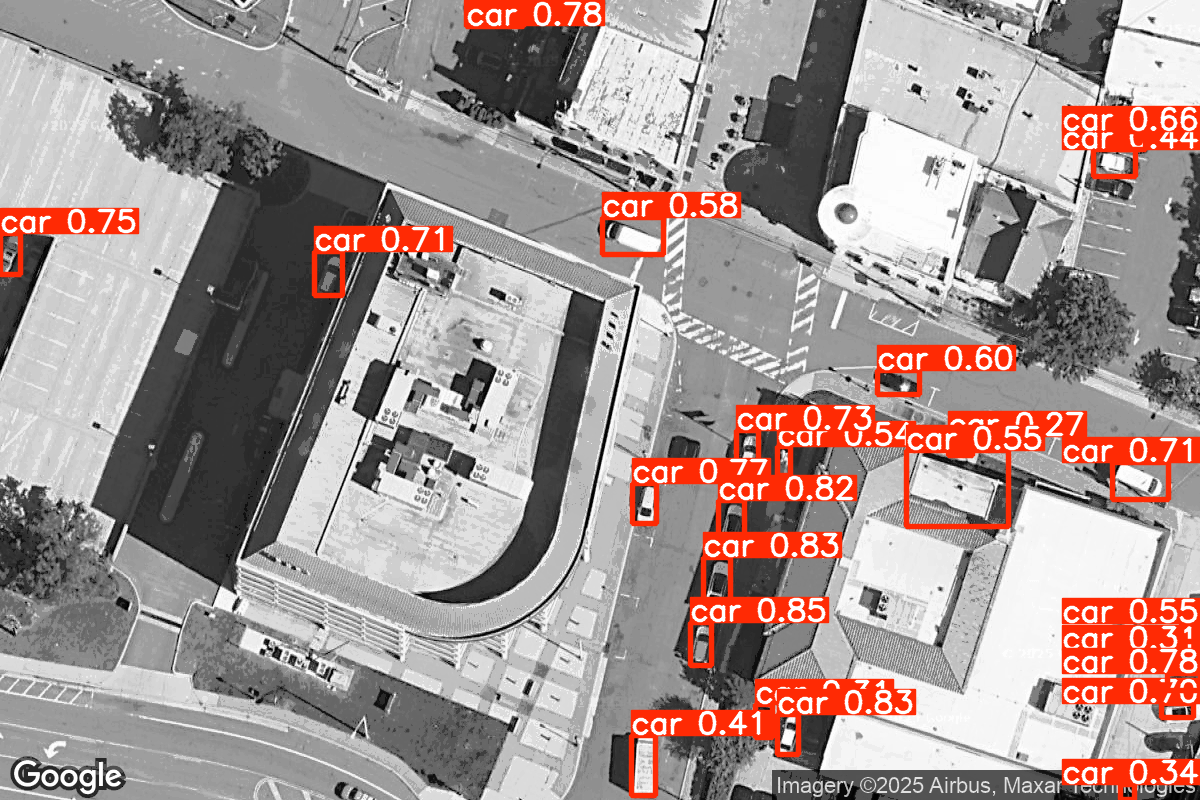 car 0.78
car 0.66
car 0.44
car 0.58
car 0.75
car 0.71
car 0.60
car 0.73
car 0.54
0.27
car 0.55
car 0.71
car 0.77
car 0.82
car 0.83
car 0.85
car 0.55
car 0.31
car 0.78
car 0.70
car 0.83
car 0.41
car 0.34
Google
Imagery ©2025 Airbus, Maxar Technologies